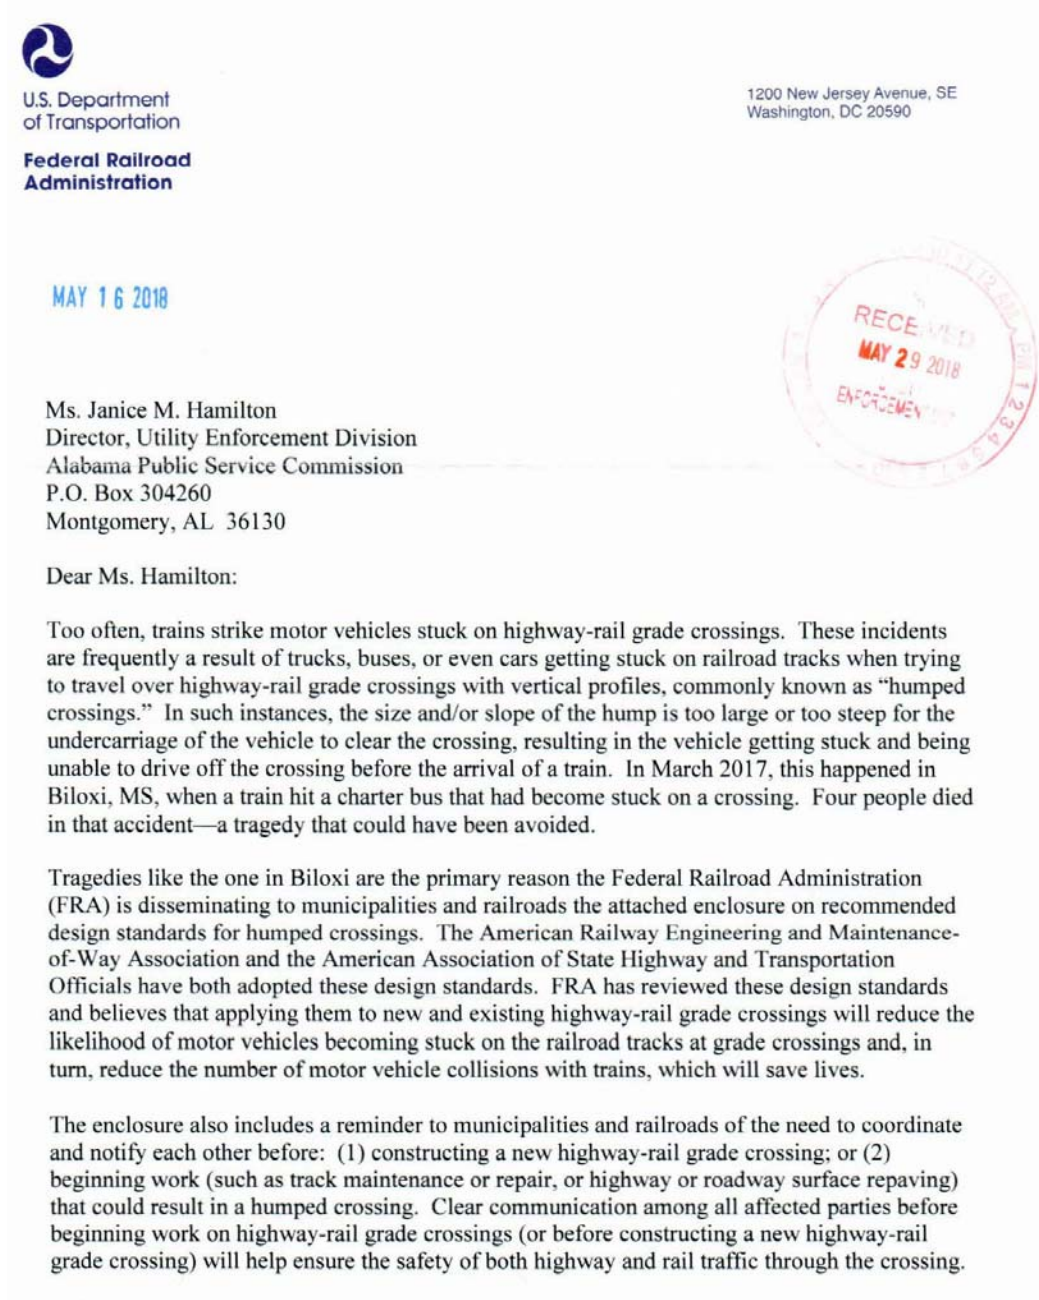 U.S. Department
of Transportation
Federal Railroad
Administration
1200 New Jersey Avenue, SE
Washington, DC 20590
MAY 16 2018
RECEIVED
MAY 29 2018
Ms. Janice M. Hamilton
Director, Utility Enforcement Division
Alabama Public Service Commission
P.O. Box 304260
Montgomery, AL 36130
Dear Ms. Hamilton:
Too often, trains strike motor vehicles stuck on highway-rail grade crossings. These incidents
are frequently a result of trucks, buses, or even cars getting stuck on railroad tracks when trying
to travel over highway-rail grade crossings with vertical profiles, commonly known as “humped
crossings.” In such instances, the size and/or slope of the hump is too large or too steep for the
undercarriage of the vehicle to clear the crossing, resulting in the vehicle getting stuck and being
unable to drive off the crossing before the arrival of a train. In March 2017, this happened in
Biloxi, MS, when a train hit a charter bus that had become stuck on a crossing. Four people died
in that accident—a tragedy that could have been avoided.
Tragedies like the one in Biloxi are the primary reason the Federal Railroad Administration
(FRA) is disseminating to municipalities and railroads the attached enclosure on recommended
design standards for humped crossings. The American Railway Engineering and Maintenance-
of-Way Association and the American Association of State Highway and Transportation
Officials have both adopted these design standards. FRA has reviewed these design standards
and believes that applying them to new and existing highway-rail grade crossings will reduce the
likelihood of motor vehicles becoming stuck on the railroad tracks at grade crossings and, in
turn, reduce the number of motor vehicle collisions with trains, which will save lives.
The enclosure also includes a reminder to municipalities and railroads of the need to coordinate
and notify each other before: (1) constructing a new highway-rail grade crossing; or (2)
beginning work (such as track maintenance or repair, or highway or roadway surface repaving)
that could result in a humped crossing. Clear communication among all affected parties before
beginning work on highway-rail grade crossings (or before constructing a new highway-rail
grade crossing) will help ensure the safety of both highway and rail traffic through the crossing.